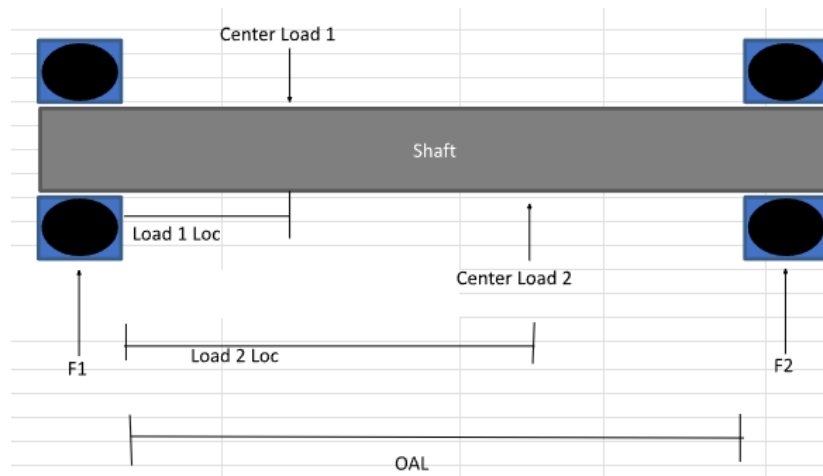 Center Load 1
Shaft
Load 1 Loc
Center Load 2
Load 2 Loc
F1
F2
OAL